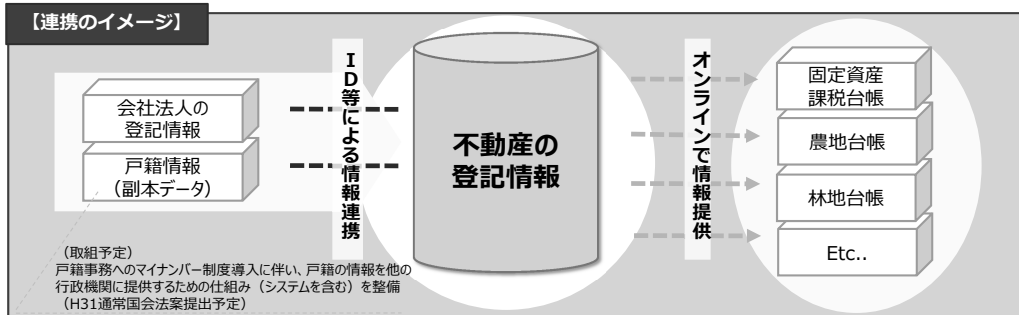 【連携のイメージ】
会社法人の
登記情報
戸籍情報
(副本データ)
ID等による情報連携
不動産の
登記情報
オンラインで情報提供
固定資産
課税台帳
農地台帳
林地台帳
Etc..
(取組予定)
戸籍事務へのマイナンバー制度導入に伴い、戸籍の情報を他の
行政機関に提供するための仕組み(システムを含む)を整備
(H31通常国会法案提出予定)